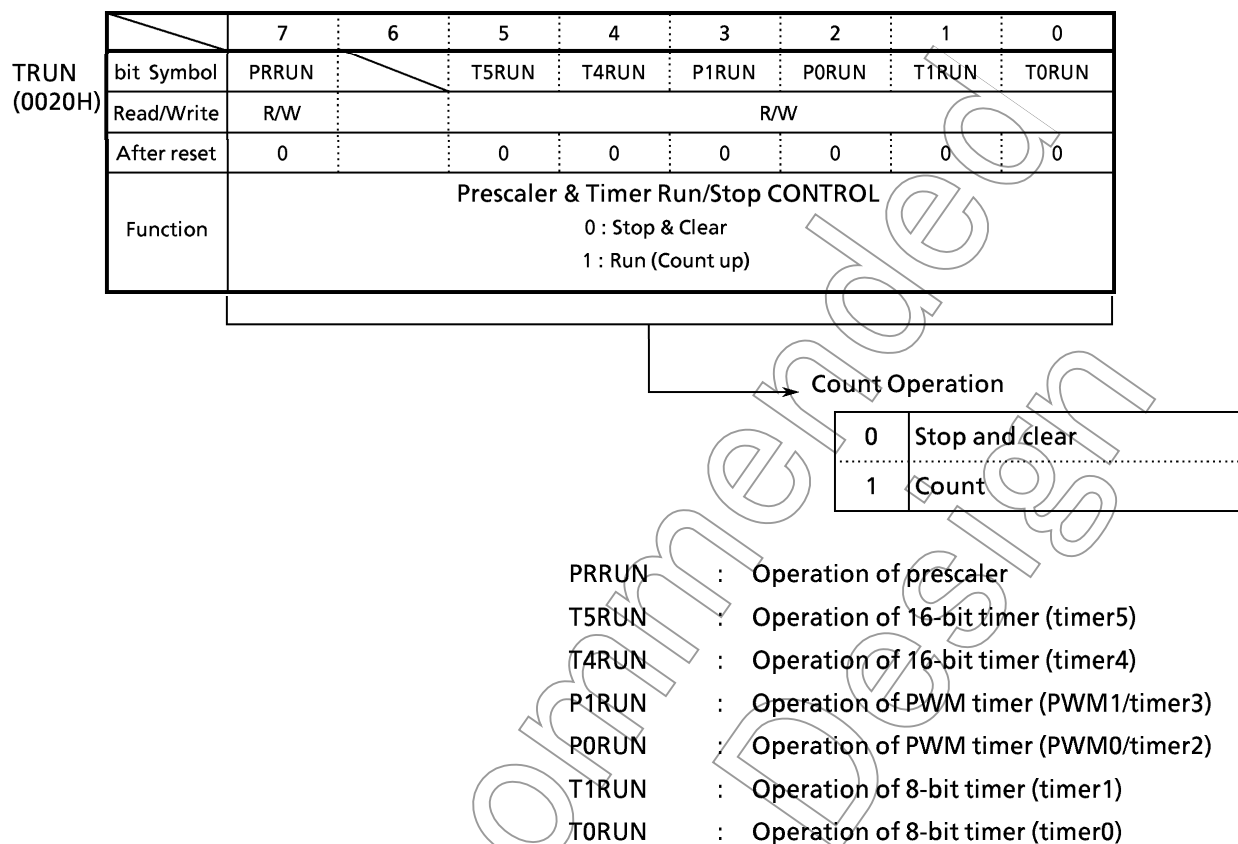 7 6 5 4 3 2 1 0
TRUN (0020H)
bit Symbol PRRUN T5RUN T4RUN P1RUN P0RUN T1RUN T0RUN
Read/Write R/W R/W
After reset 0 0 0 0 0 0 0
Function
Prescaler & Timer Run/Stop CONTROL
0 : Stop & Clear
1 : Run (Count up)
Count Operation
0 Stop and clear
1 Count
PRRUN : Operation of prescaler
T5RUN : Operation of 16-bit timer (timer5)
T4RUN : Operation of 16-bit timer (timer4)
P1RUN : Operation of PWM timer (PWM1/timer3)
P0RUN : Operation of PWM timer (PWM0/timer2)
T1RUN : Operation of 8-bit timer (timer1)
T0RUN : Operation of 8-bit timer (timer0)
ommended
Design